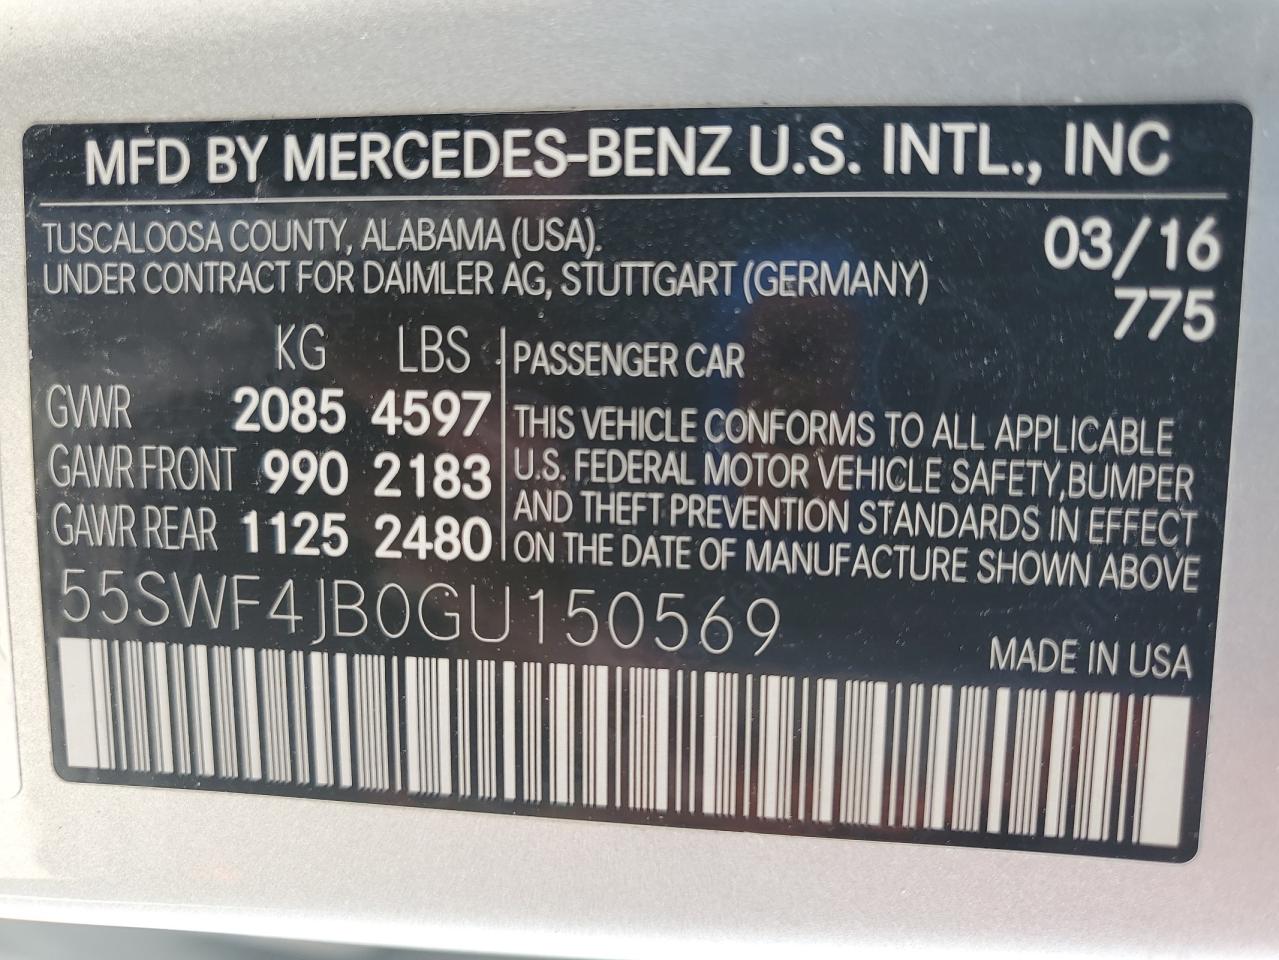 MFD BY MERCEDES-BENZ U.S. INTL., INC
TUSCALOOSA COUNTY, ALABAMA (USA).
UNDER CONTRACT FOR DAIMLER AG, STUTTGART (GERMANY)
03/16
775
KG LBS
GVWR 2085 4597
GAWR FRONT 990 2183
GAWR REAR 1125 2480
PASSENGER CAR
THIS VEHICLE CONFORMS TO ALL APPLICABLE
U.S. FEDERAL MOTOR VEHICLE SAFETY,BUMPER
AND THEFT PREVENTION STANDARDS IN EFFECT
ON THE DATE OF MANUFACTURE SHOWN ABOVE
55SWF4JB0GU150569
MADE IN USA